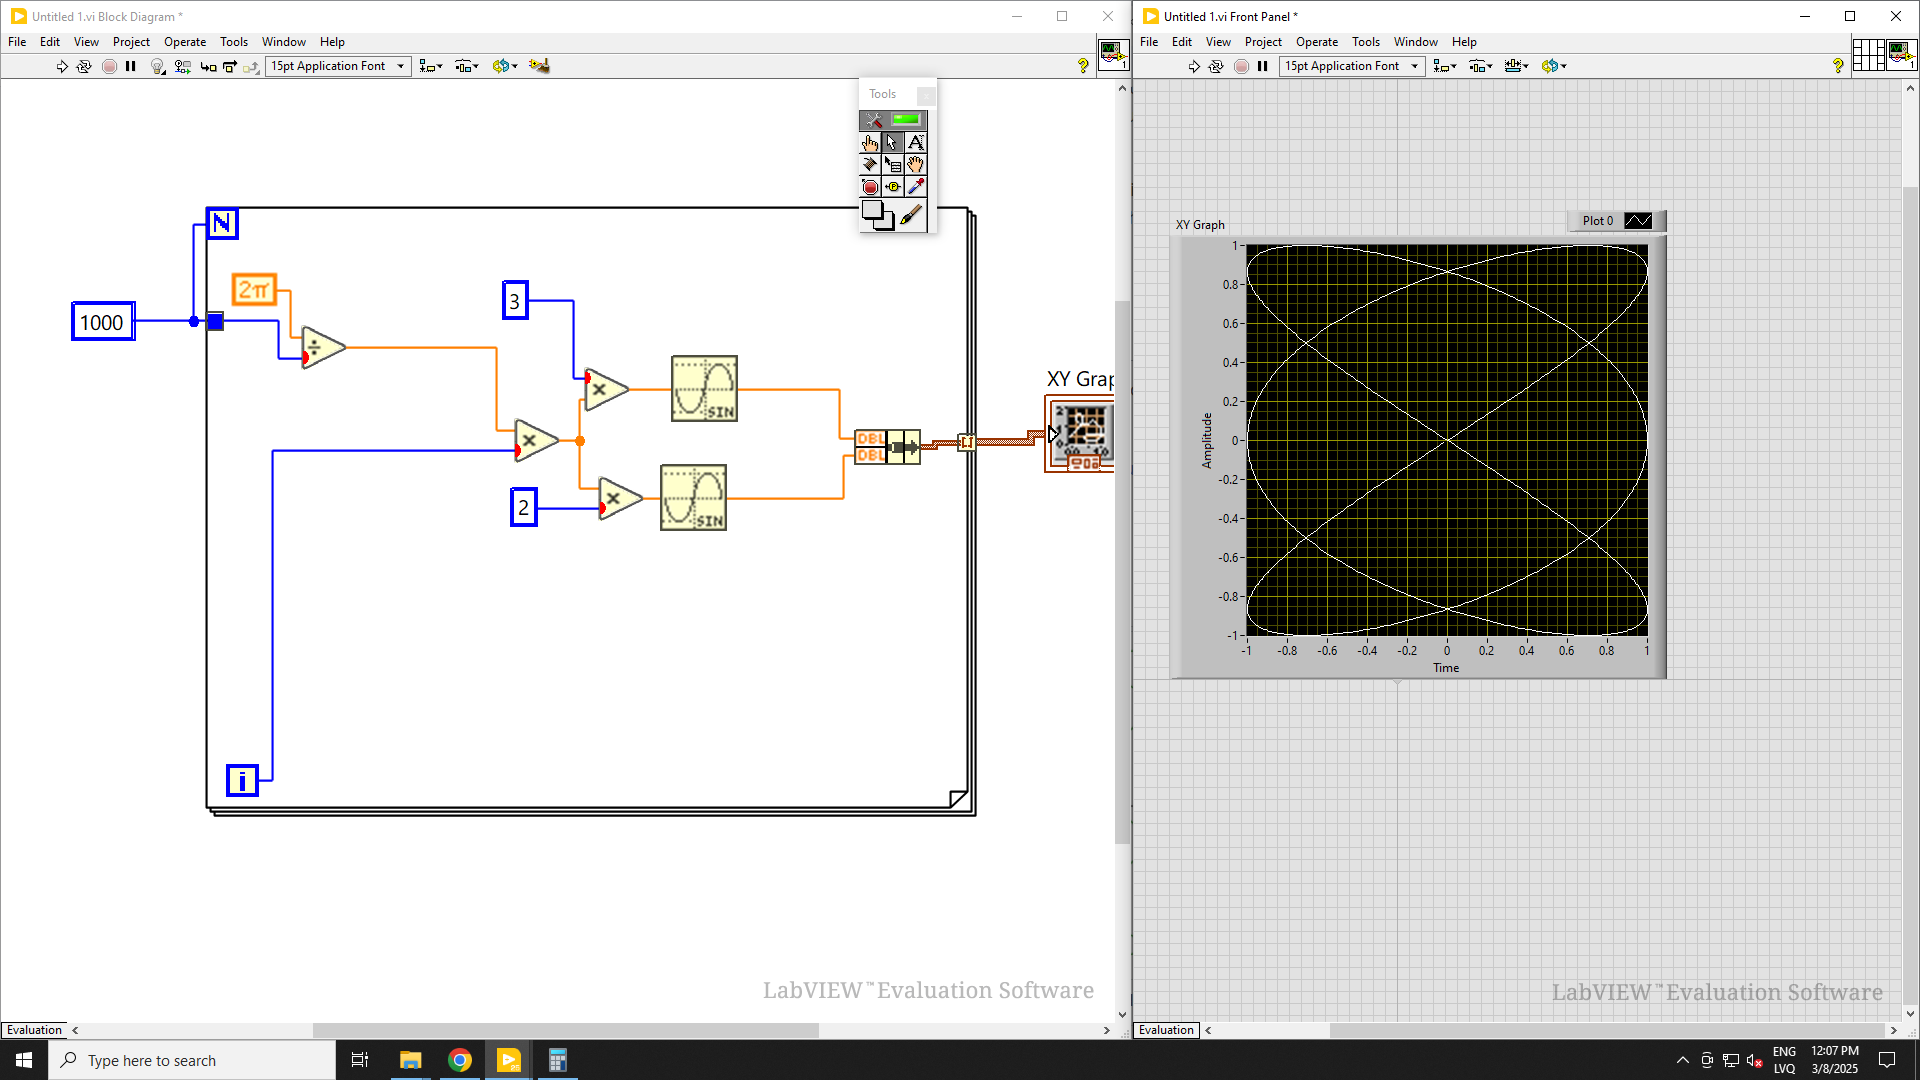 Untitled 1.vi Block Diagram *
File Edit View Project Operate Tools Window Help
15pt Application Font
Tools
N
2π
1000
÷
3
×
SIN
×
DBL
DBL
2
×
SIN
i
XY Grap
LabVIEW™Evaluation Software
Evaluation
Untitled 1.vi Front Panel *
File Edit View Project Operate Tools Window Help
15pt Application Font
XY Graph
Plot 0
1
0.8
0.6
0.4
0.2
0
-0.2
-0.4
-0.6
-0.8
-1
Amplitude
-1 -0.8 -0.6 -0.4 -0.2 0 0.2 0.4 0.6 0.8 1
Time
LabVIEW™Evaluation Software
Evaluation
Type here to search
ENG
LVQ
12:07 PM
3/8/2025